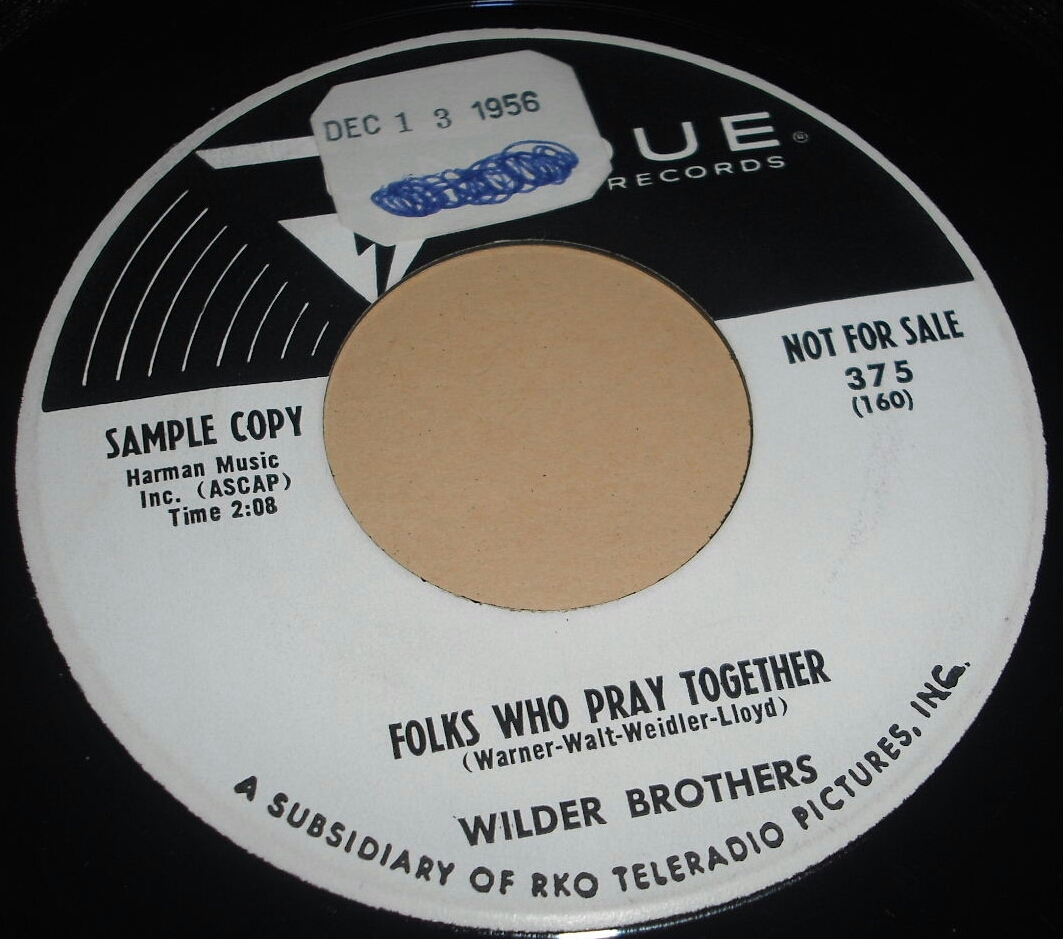 DEC 1 3 1956
UE
RECORDS
NOT FOR SALE
375
(160)
SAMPLE COPY
Harman Music
Inc. (ASCAP)
Time 2:08
FOLKS WHO PRAY TOGETHER
(Warner-Walt-Weidler-Lloyd)
WILDER BROTHERS
A SUBSIDIARY OF RKO TELERADIO PICTURES, INC.